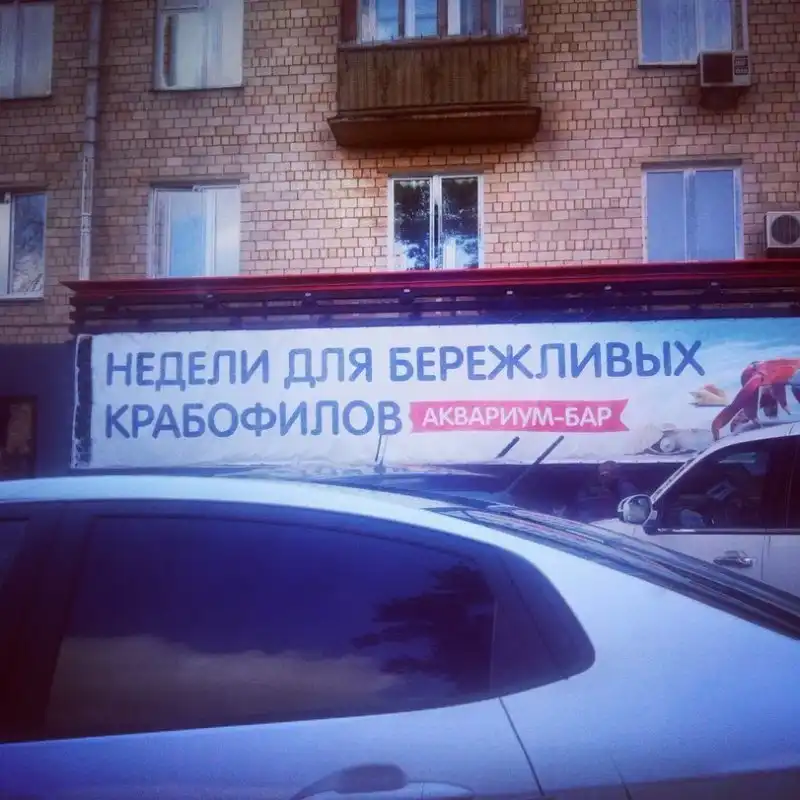 НЕДЕЛИ ДЛЯ БЕРЕЖЛИВЫХ
КРАБОФИЛОВ АКВАРИУМ-БАР